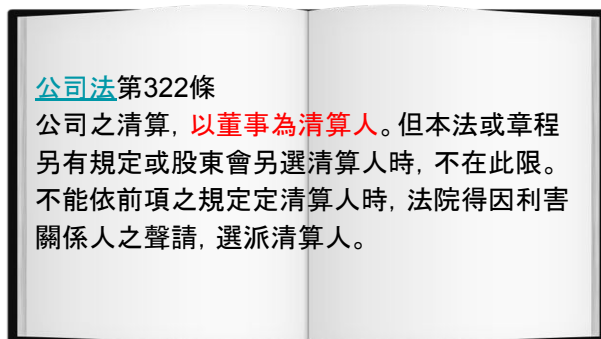 公司法第322條
公司之清算, 以董事為清算人。但本法或章程
另有規定或股東會另選清算人時, 不在此限。
不能依前項之規定定清算人時, 法院得因利害
關係人之聲請, 選派清算人。